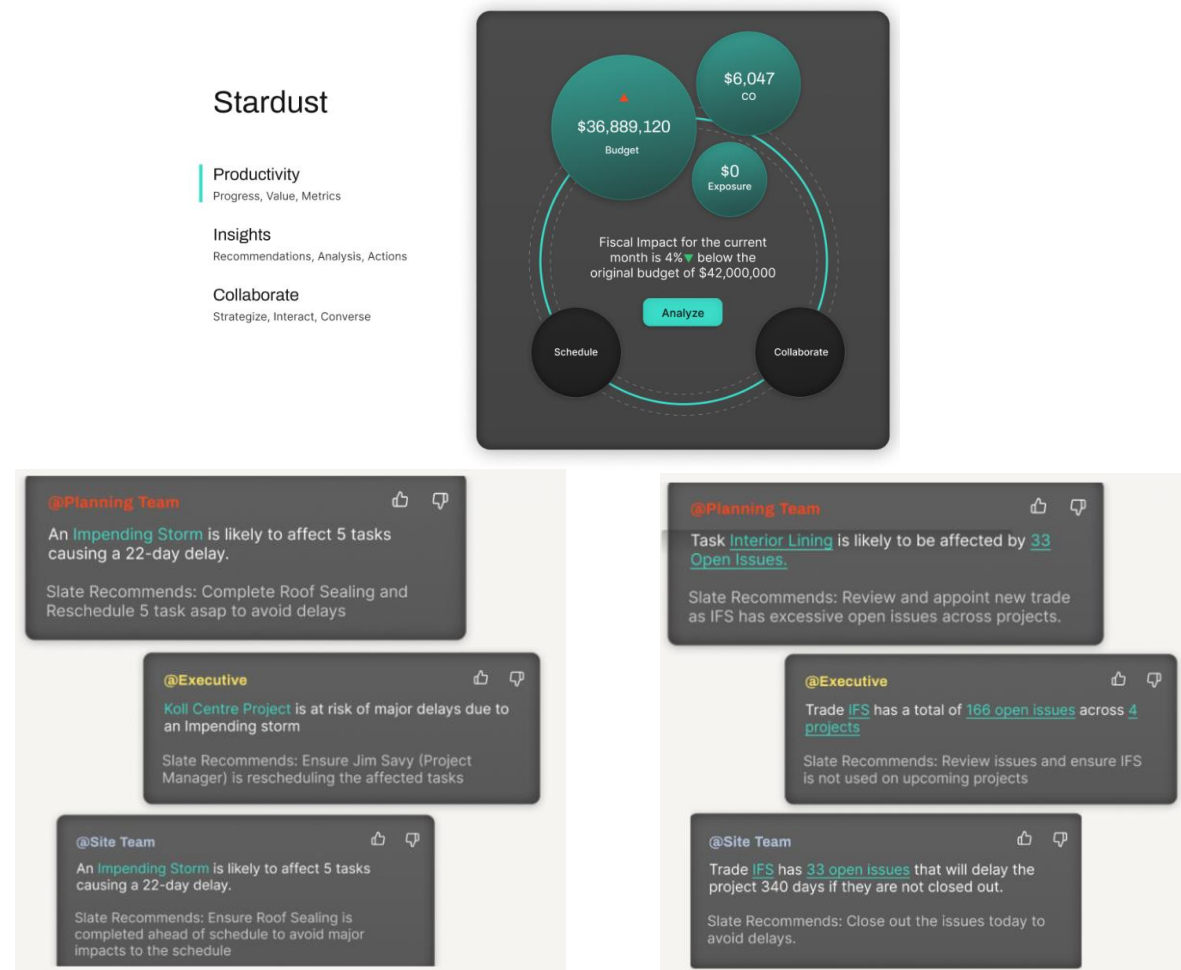 Stardust
Productivity
Progress, Value, Metrics
Insights
Recommendations, Analysis, Actions
Collaborate
Strategize, Interact, Converse
$6,047
CO
$36,889,120
Budget
$0
Exposure
Fiscal Impact for the current
month is 4% below the
original budget of $42,000,000
Analyze
Schedule
Collaborate
@Planning Team
An Impending Storm is likely to affect 5 tasks
causing a 22-day delay.
Slate Recommends: Complete Roof Sealing and
Reschedule 5 task asap to avoid delays
@Executive
Koll Centre Project is at risk of major delays due to
an Impending storm
Slate Recommends: Ensure Jim Savy (Project
Manager) is rescheduling the affected tasks
@Site Team
An Impending Storm is likely to affect 5 tasks
causing a 22-day delay.
Slate Recommends: Ensure Roof Sealing is
completed ahead of schedule to avoid major
impacts to the schedule
@Planning Team
Task Interior Lining is likely to be affected by 33
Open Issues.
Slate Recommends: Review and appoint new trade
as IFS has excessive open issues across projects.
@Executive
Trade IFS has a total of 166 open issues across 4
projects
Slate Recommends: Review issues and ensure IFS
is not used on upcoming projects
@Site Team
Trade IFS has 33 open issues that will delay the
project 340 days if they are not closed out.
Slate Recommends: Close out the issues today to
avoid delays.